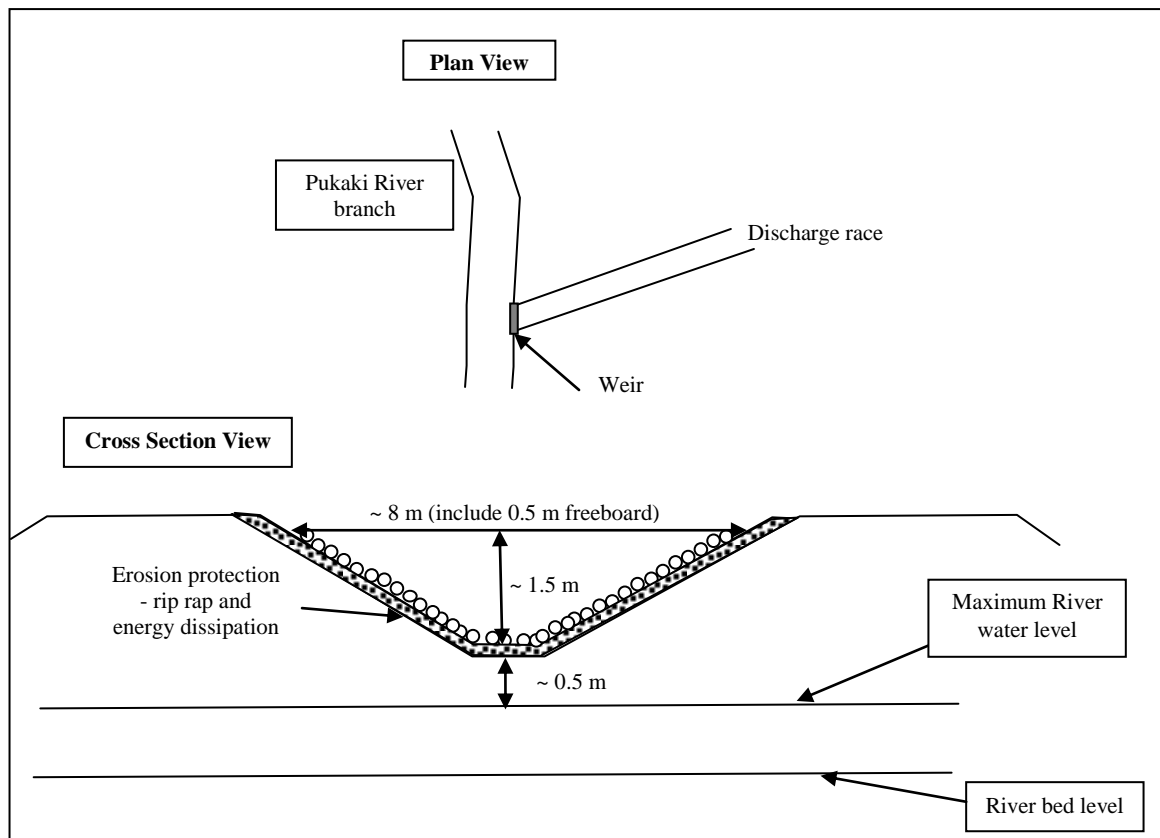 Plan View
Pukaki River
branch
Discharge race
Weir
Cross Section View
~ 8 m (include 0.5 m freeboard)
~ 1.5 m
Erosion protection
- rip rap and
energy dissipation
Maximum River
water level
~ 0.5 m
River bed level